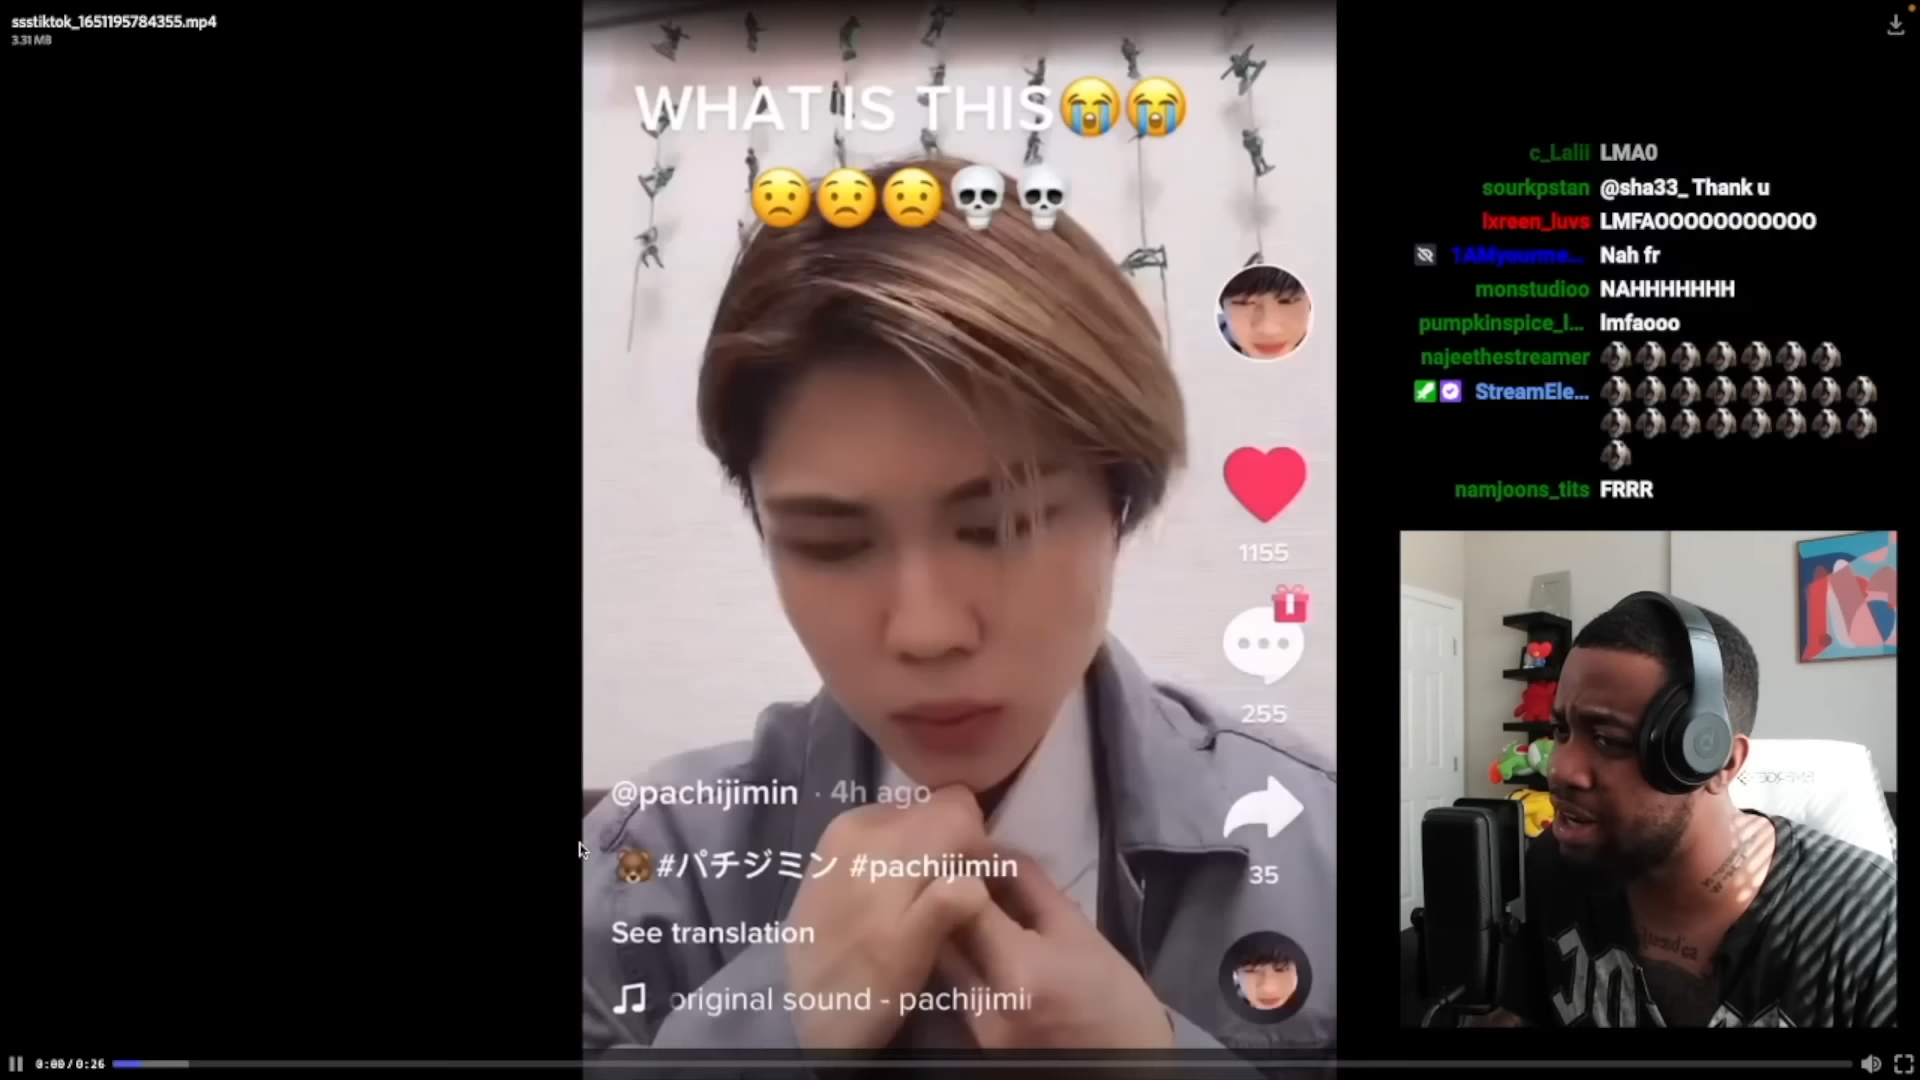 ssstiktok_1651195784355.mp4
3.31 MB
WHAT IS THIS😭😭
😟😟😟💀💀
1155
255
35
@pachijimin · 4h ago
🐻#パチジミン #pachijimin
See translation
original sound - pachijimin
c_Lalii LMAO
sourkpstan @sha33_ Thank u
lxreen_luvs LMFAOOOOOOOOOOO
1AMyourme... Nah fr
monstudioo NAHHHHHHH
pumpkinspice_l... lmfaooo
najeethestreamer
StreamEle...
namjoons_tits FRRR
0:00/0:26